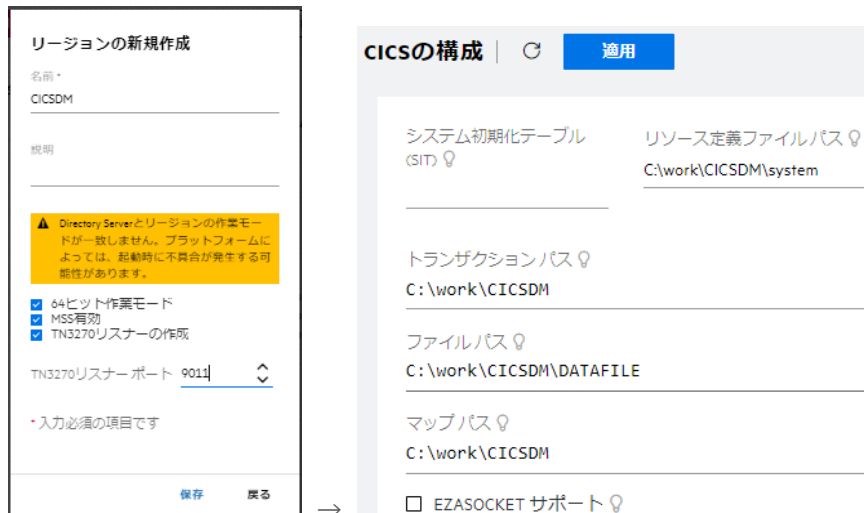 リージョンの新規作成
名前*
CICSDM
説明
Directory Serverとリージョンの作業モー
ドが一致しません。プラットフォームに
よっては、起動時に不具合が発生する可
能性があります。
64ビット作業モード
MSS有効
TN3270リスナーの作成
TN3270リスナー ポート 9011
*入力必須の項目です
保存 戻る
→
CICSの構成 適用
システム初期化テーブル
(SIT)
リソース定義ファイル パス
C:\work\CICSDM\system
トランザクション パス
C:\work\CICSDM
ファイル パス
C:\work\CICSDM\DATAFILE
マップ パス
C:\work\CICSDM
EZASOCKET サポート